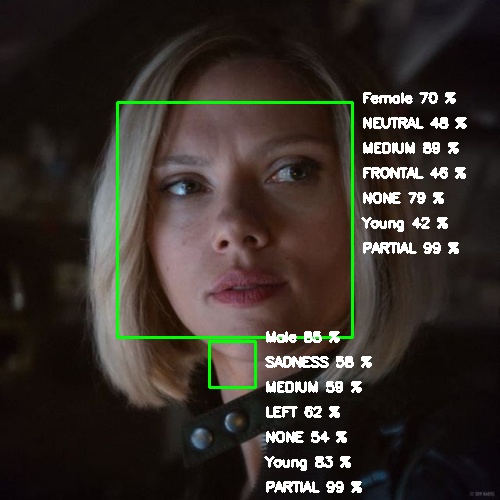 Female 70 %
NEUTRAL 48 %
MEDIUM 89 %
FRONTAL 46 %
NONE 79 %
Young 42 %
PARTIAL 99 %
Male 85 %
SADNESS 58 %
MEDIUM 59 %
LEFT 62 %
NONE 54 %
Young 83 %
PARTIAL 99 %